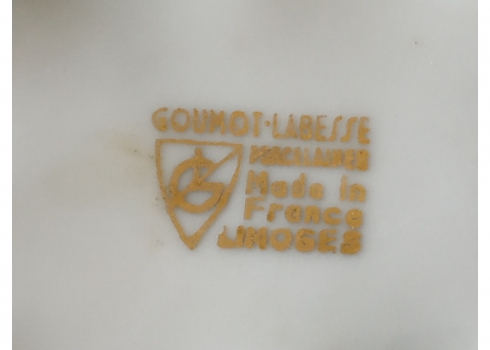 GOUMOT-LABESSE
PORCELAINES
Made in
France
LIMOGES